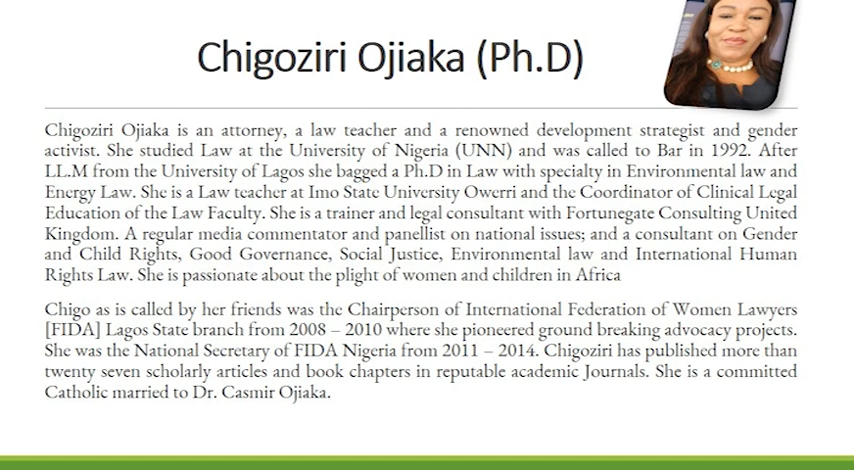 Chigoziri Ojiaka (Ph.D)
Chigoziri Ojiaka is an attorney, a law teacher and a renowned development strategist and gender
activist. She studied Law at the University of Nigeria (UNN) and was called to Bar in 1992. After
LL.M from the University of Lagos she bagged a Ph.D in Law with specialty in Environmental law and
Energy Law. She is a Law teacher at Imo State University Owerri and the Coordinator of Clinical Legal
Education of the Law Faculty. She is a trainer and legal consultant with Fortunegate Consulting United
Kingdom. A regular media commentator and panellist on national issues; and a consultant on Gender
and Child Rights, Good Governance, Social Justice, Environmental law and International Human
Rights Law. She is passionate about the plight of women and children in Africa
Chigo as is called by her friends was the Chairperson of International Federation of Women Lawyers
[FIDA] Lagos State branch from 2008 – 2010 where she pioneered ground breaking advocacy projects.
She was the National Secretary of FIDA Nigeria from 2011 – 2014. Chigoziri has published more than
twenty seven scholarly articles and book chapters in reputable academic Journals. She is a committed
Catholic married to Dr. Casmir Ojiaka.